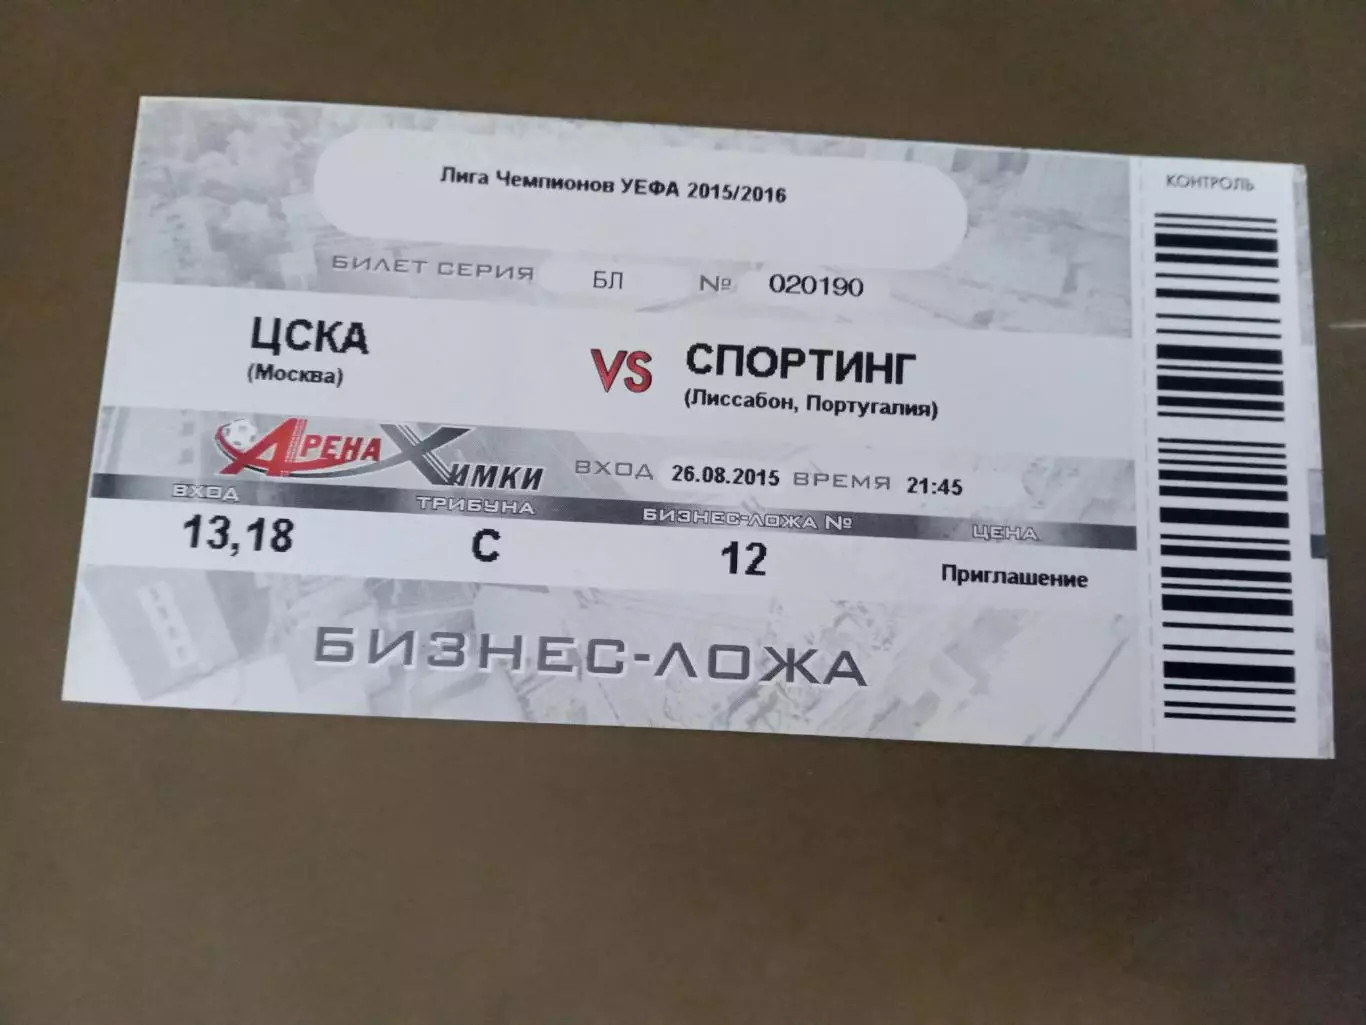 Лига Чемпионов УЕФА 2015/2016
КОНТРОЛЬ
БИЛЕТ СЕРИЯ БЛ № 020190
ЦСКА VS СПОРТИНГ
(Москва) (Лиссабон, Португалия)
АРЕНА ХИМКИ ВХОД 26.08.2015 ВРЕМЯ 21:45
ВХОД ТРИБУНА БИЗНЕС-ЛОЖА № ЦЕНА
13,18 С 12 Приглашение
БИЗНЕС-ЛОЖА